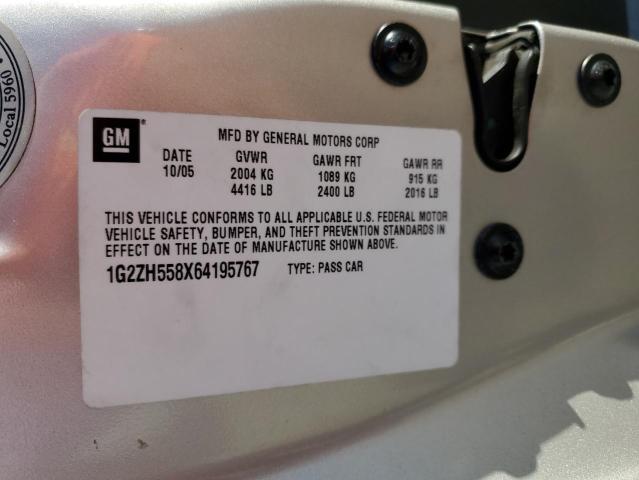 Local 5960
GM
MFD BY GENERAL MOTORS CORP
DATE GVWR GAWR FRT GAWR RR
10/05 2004 KG 1089 KG 915 KG
4416 LB 2400 LB 2016 LB
THIS VEHICLE CONFORMS TO ALL APPLICABLE U.S. FEDERAL MOTOR
VEHICLE SAFETY, BUMPER, AND THEFT PREVENTION STANDARDS
IN EFFECT ON THE DATE OF MANUFACTURE SHOWN ABOVE.
1G2ZH558X64195767 TYPE: PASS CAR